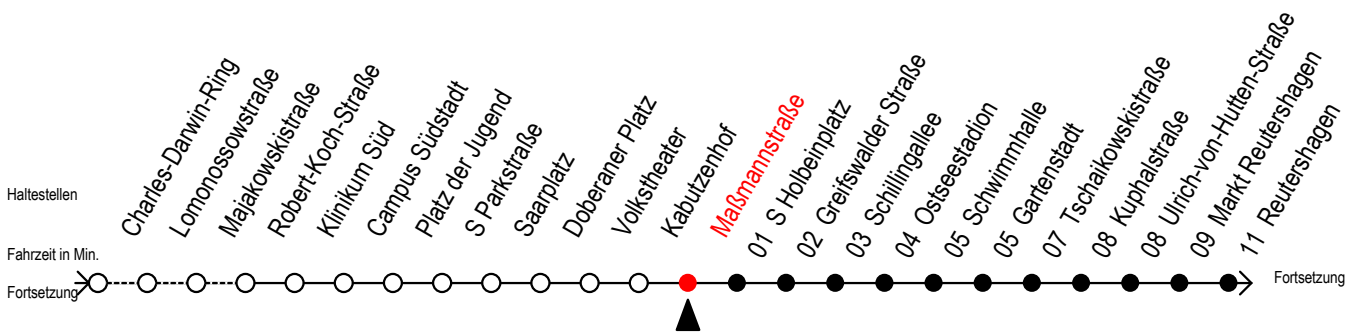 Haltestellen
Charles-Darwin-Ring
Lomonossowstraße
Majakowskistraße
Robert-Koch-Straße
Klinikum Süd
Campus Südstadt
Platz der Jugend
S Parkstraße
Saarplatz
Doberaner Platz
Volkstheater
Kabutzenhof
Maßmannstraße
01 S Holbeinplatz
02 Greifswalder Straße
03 Schillingallee
04 Ostseestadion
05 Schwimmhalle
05 Gartenstadt
07 Tschaikowskistraße
08 Kuphalstraße
08 Ulrich-von-Hutten-Straße
09 Markt Reutershagen
11 Reutershagen
Fahrzeit in Min.
Fortsetzung
Fortsetzung